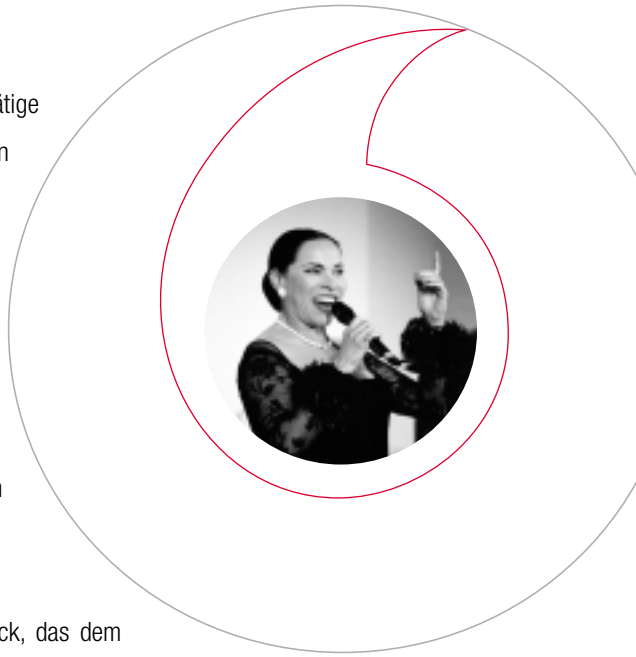 ätige
n
n
ck, das dem